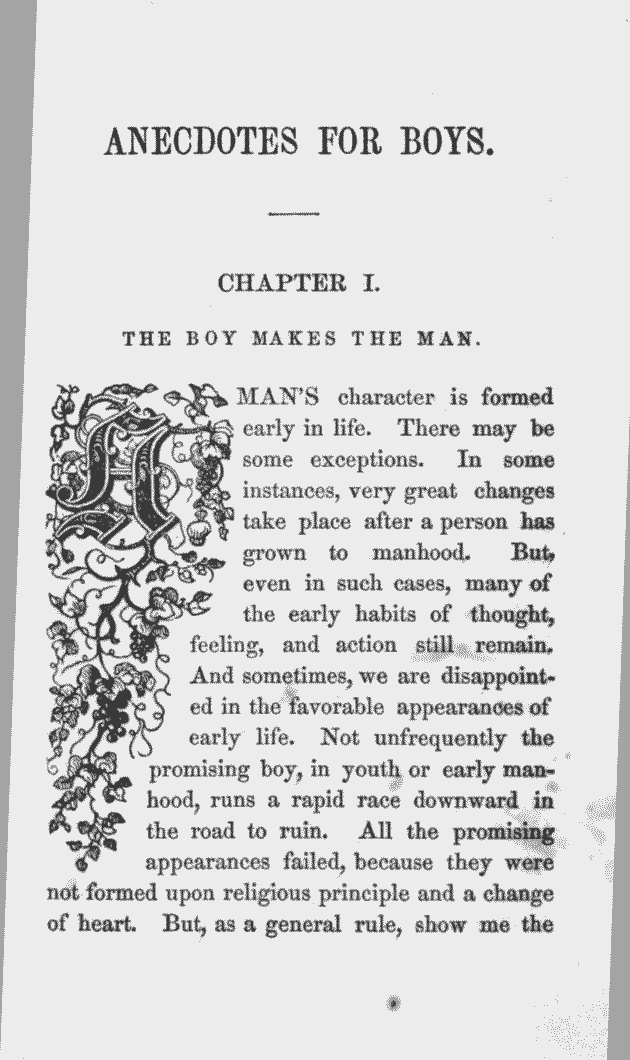 ANECDOTES FOR BOYS.
CHAPTER I.
THE BOY MAKES THE MAN.
A MAN'S character is formed
early in life. There may be
some exceptions. In some
instances, very great changes
take place after a person has
grown to manhood. But,
even in such cases, many of
the early habits of thought,
feeling, and action still remain.
And sometimes, we are disappoint-
ed in the favorable appearances of
early life. Not unfrequently the
promising boy, in youth or early man-
hood, runs a rapid race downward in
the road to ruin. All the promising
appearances failed, because they were
not formed upon religious principle and a change
of heart. But, as a general rule, show me the